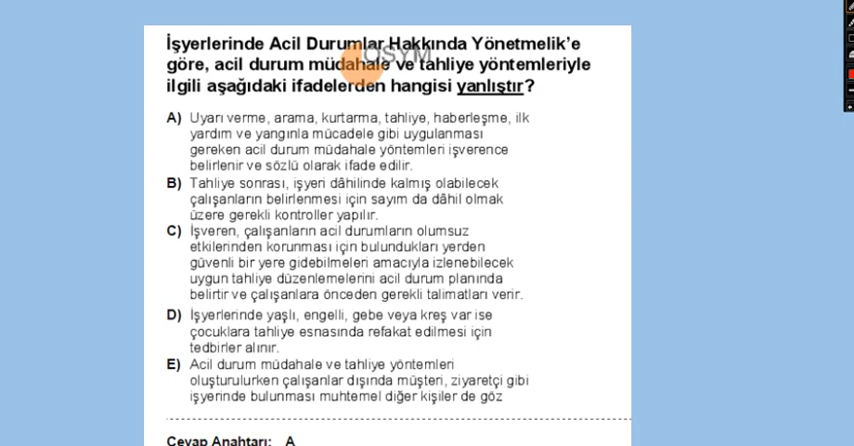 İşyerlerinde Acil Durumlar Hakkında Yönetmelik’e
ÖSYM
göre, acil durum müdahale ve tahliye yöntemleriyle
ilgili aşağıdaki ifadelerden hangisi yanlıştır?
A) Uyarı verme, arama, kurtarma, tahliye, haberleşme, ilk
yardım ve yangınla mücadele gibi uygulanması
gereken acil durum müdahale yöntemleri işverence
belirlenir ve sözlü olarak ifade edilir.
B) Tahliye sonrası, işyeri dâhilinde kalmış olabilecek
çalışanların belirlenmesi için sayım da dâhil olmak
üzere gerekli kontroller yapılır.
C) İşveren, çalışanların acil durumların olumsuz
etkilerinden korunması için bulundukları yerden
güvenli bir yere gidebilmeleri amacıyla izlenebilecek
uygun tahliye düzenlemelerini acil durum planında
belirtir ve çalışanlara önceden gerekli talimatları verir.
D) İşyerlerinde yaşlı, engelli, gebe veya kreş var ise
çocuklara tahliye esnasında refakat edilmesi için
tedbirler alınır.
E) Acil durum müdahale ve tahliye yöntemleri
oluşturulurken çalışanlar dışında müşteri, ziyaretçi gibi
işyerinde bulunması muhtemel diğer kişiler de göz
Cevap Anahtarı: A